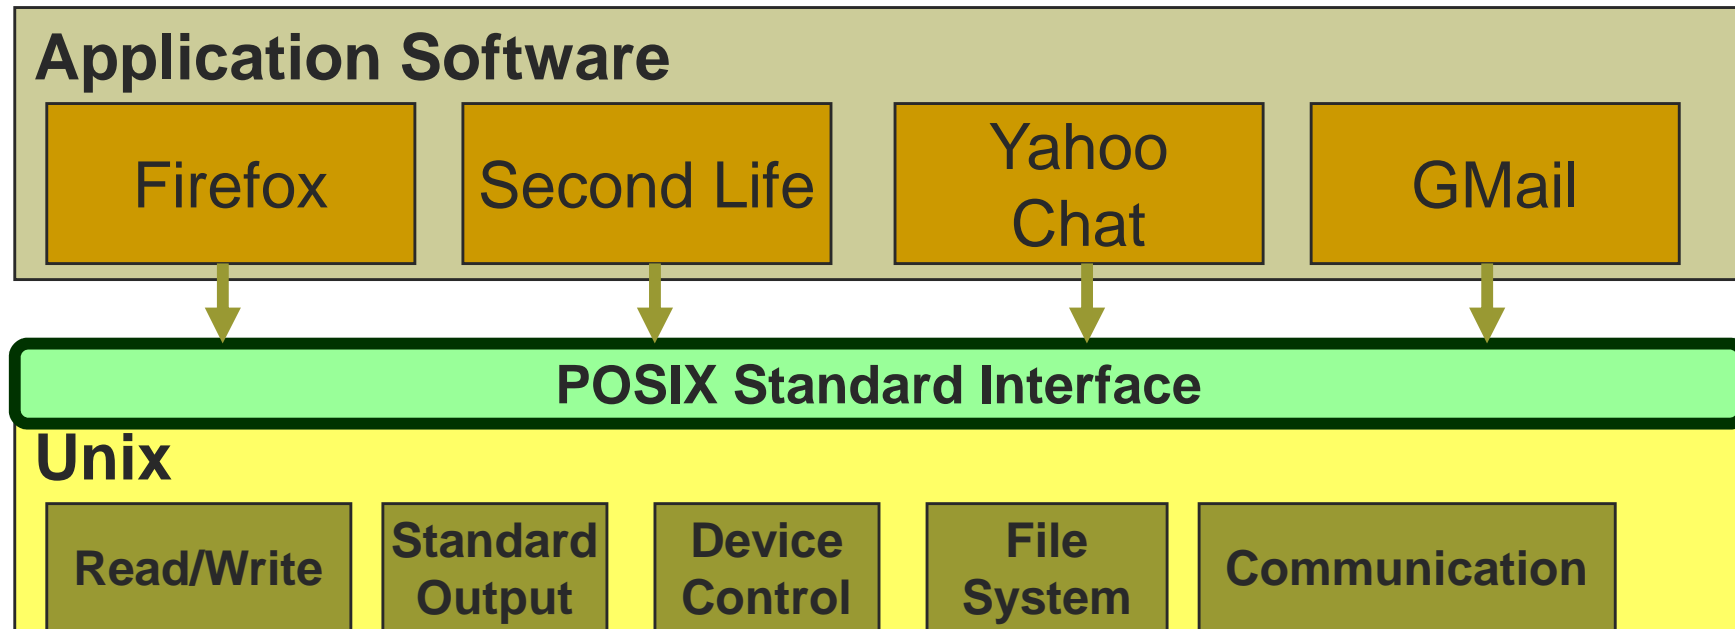 Application Software
Firefox
Second Life
Yahoo
Chat
GMail
POSIX Standard Interface
Unix
Read/Write
Standard
Output
Device
Control
File
System
Communication